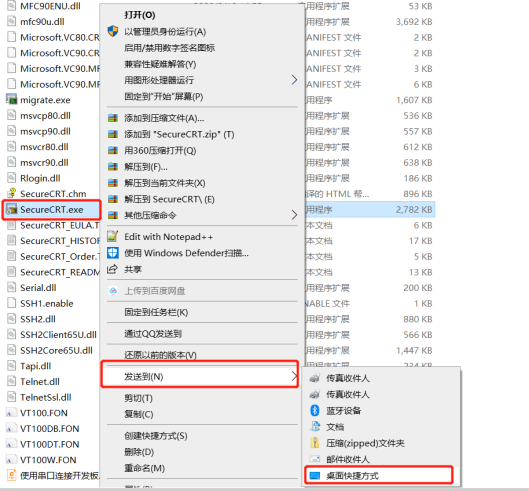 MFC90ENU.dll
mfc90u.dll
Microsoft.VC80.CR
Microsoft.VC90.CR
Microsoft.VC90.MF
Microsoft.VC90.MF
migrate.exe
msvcp80.dll
msvcp90.dll
msvcr80.dll
msvcr90.dll
Rlogin.dll
SecureCRT.chm
SecureCRT.exe
SecureCRT_EULA.T
SecureCRT_HISTOF
SecureCRT_Order.
SecureCRT_READM
Serial.dll
SSH1.enable
SSH2.dll
SSH2Client65U.dll
SSH2Core65U.dll
Tapi.dll
Telnet.dll
TelnetSsl.dll
VT100.FON
VT100DB.FON
VT100DT.FON
VT100W.FON
使用串口连接开发板.
打开(O)
以管理员身份运行(A)
启用/禁用数字签名图标
兼容性疑难解答(Y)
用图形处理器运行
固定到"开始"屏幕(P)
添加到压缩文件(A)...
添加到 "SecureCRT.zip" (T)
用360压缩打开(Q)
解压到(F)...
解压到当前文件夹(X)
解压到 SecureCRT\ (E)
其他压缩命令
Edit with Notepad++
使用 Windows Defender扫描...
共享
上传到百度网盘
固定到任务栏(K)
通过QQ发送到
还原以前的版本(V)
发送到(N)
剪切(T)
复制(C)
创建快捷方式(S)
删除(D)
重命名(M)
用程序扩展 53 KB
用程序扩展 3,692 KB
ANIFEST 文件 2 KB
ANIFEST 文件 2 KB
ANIFEST 文件 3 KB
ANIFEST 文件 6 KB
用程序 1,607 KB
用程序扩展 536 KB
用程序扩展 557 KB
用程序扩展 612 KB
用程序扩展 638 KB
用程序扩展 186 KB
译的 HTML 帮... 896 KB
用程序 2,782 KB
本文档 6 KB
本文档 17 KB
本文档 5 KB
本文档 13 KB
用程序扩展 200 KB
NABLE 文件 1 KB
用程序扩展 880 KB
用程序扩展 566 KB
用程序扩展 1,447 KB
用程序扩展 234 KB
传真收件人
传真收件人
蓝牙设备
文档
压缩(zipped)文件夹
邮件收件人
桌面快捷方式